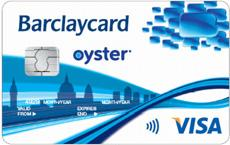 Barclaycard
oyster
MONTH/YEAR MONTH/YEAR
VALID FROM EXPIRES END
VISA